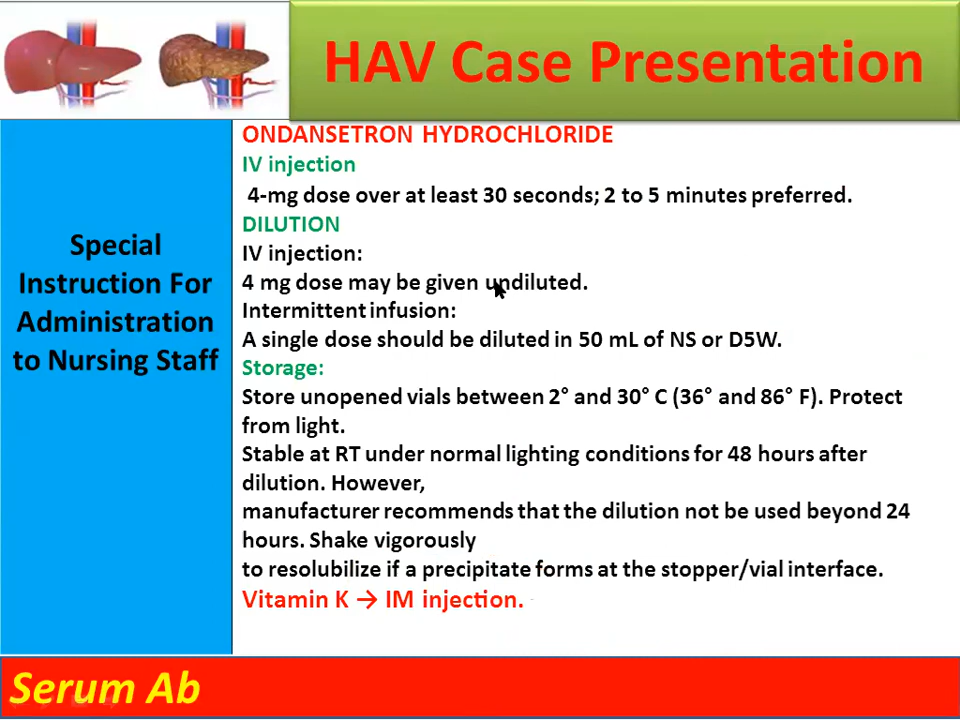 HAV Case Presentation
Special
Instruction For
Administration
to Nursing Staff
ONDANSETRON HYDROCHLORIDE
IV injection
4-mg dose over at least 30 seconds; 2 to 5 minutes preferred.
DILUTION
IV injection:
4 mg dose may be given undiluted.
Intermittent infusion:
A single dose should be diluted in 50 mL of NS or D5W.
Storage:
Store unopened vials between 2° and 30° C (36° and 86° F). Protect
from light.
Stable at RT under normal lighting conditions for 48 hours after
dilution. However,
manufacturer recommends that the dilution not be used beyond 24
hours. Shake vigorously
to resolubilize if a precipitate forms at the stopper/vial interface.
Vitamin K → IM injection.
Serum Ab